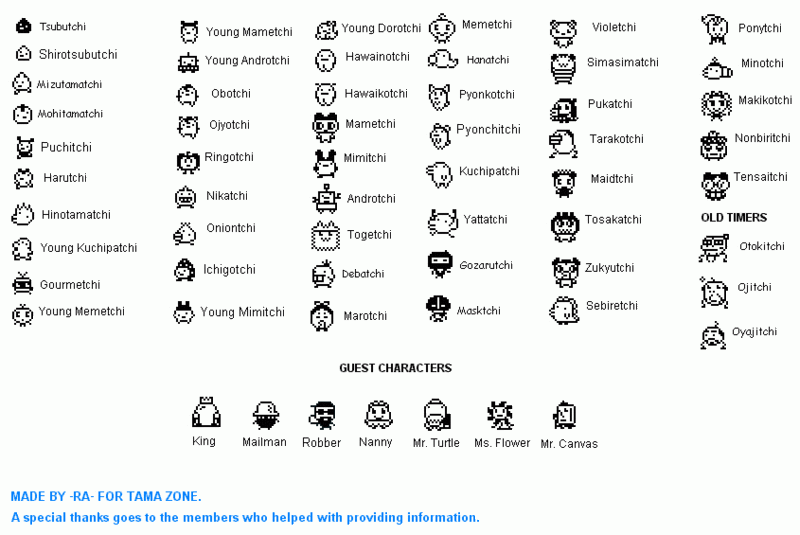 Tsubutchi
Shirotsubutchi
Mizutamatchi
Mohitamatchi
Puchitchi
Harutchi
Hinotamatchi
Young Kuchipatchi
Gourmetchi
Young Memetchi
Young Mametchi
Young Androtchi
Obotchi
Ojyotchi
Ringotchi
Nikatchi
Oniontchi
Ichigotchi
Young Mimitchi
Young Dorotchi
Hawainotchi
Hawaikotchi
Mametchi
Mimitchi
Androtchi
Togetchi
Debatchi
Marotchi
Memetchi
Hanatchi
Pyonkotchi
Pyonchitchi
Kuchipatchi
Yattatchi
Gozarutchi
Masktchi
Violetchi
Simasimatchi
Pukatchi
Tarakotchi
Maidtchi
Tosakatchi
Zukyutchi
Sebiretchi
Ponytchi
Minotchi
Makikotchi
Nonbiritchi
Tensaitchi
OLD TIMERS
Otokitchi
Ojitchi
Oyajitchi
GUEST CHARACTERS
King
Mailman
Robber
Nanny
Mr. Turtle
Ms. Flower
Mr. Canvas
MADE BY -RA- FOR TAMA ZONE.
A special thanks goes to the members who helped with providing information.